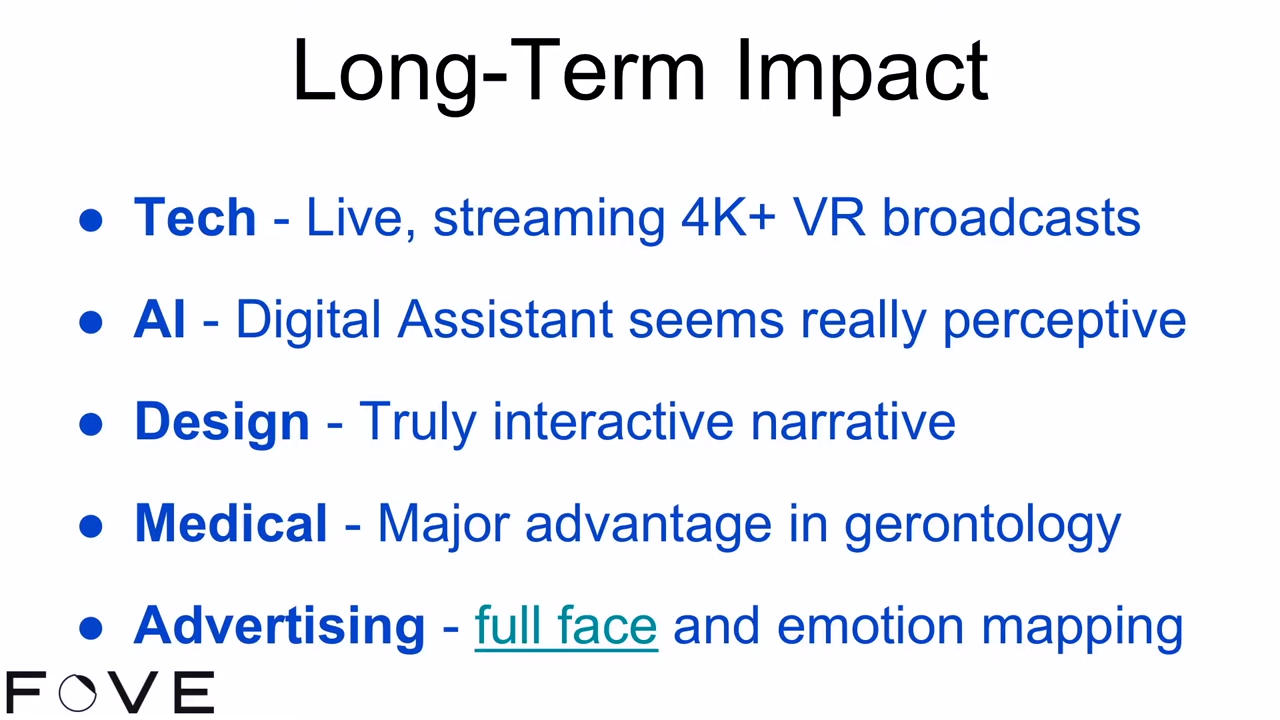 Long-Term Impact
● Tech - Live, streaming 4K+ VR broadcasts
● AI - Digital Assistant seems really perceptive
● Design - Truly interactive narrative
● Medical - Major advantage in gerontology
● Advertising - full face and emotion mapping
FOVE